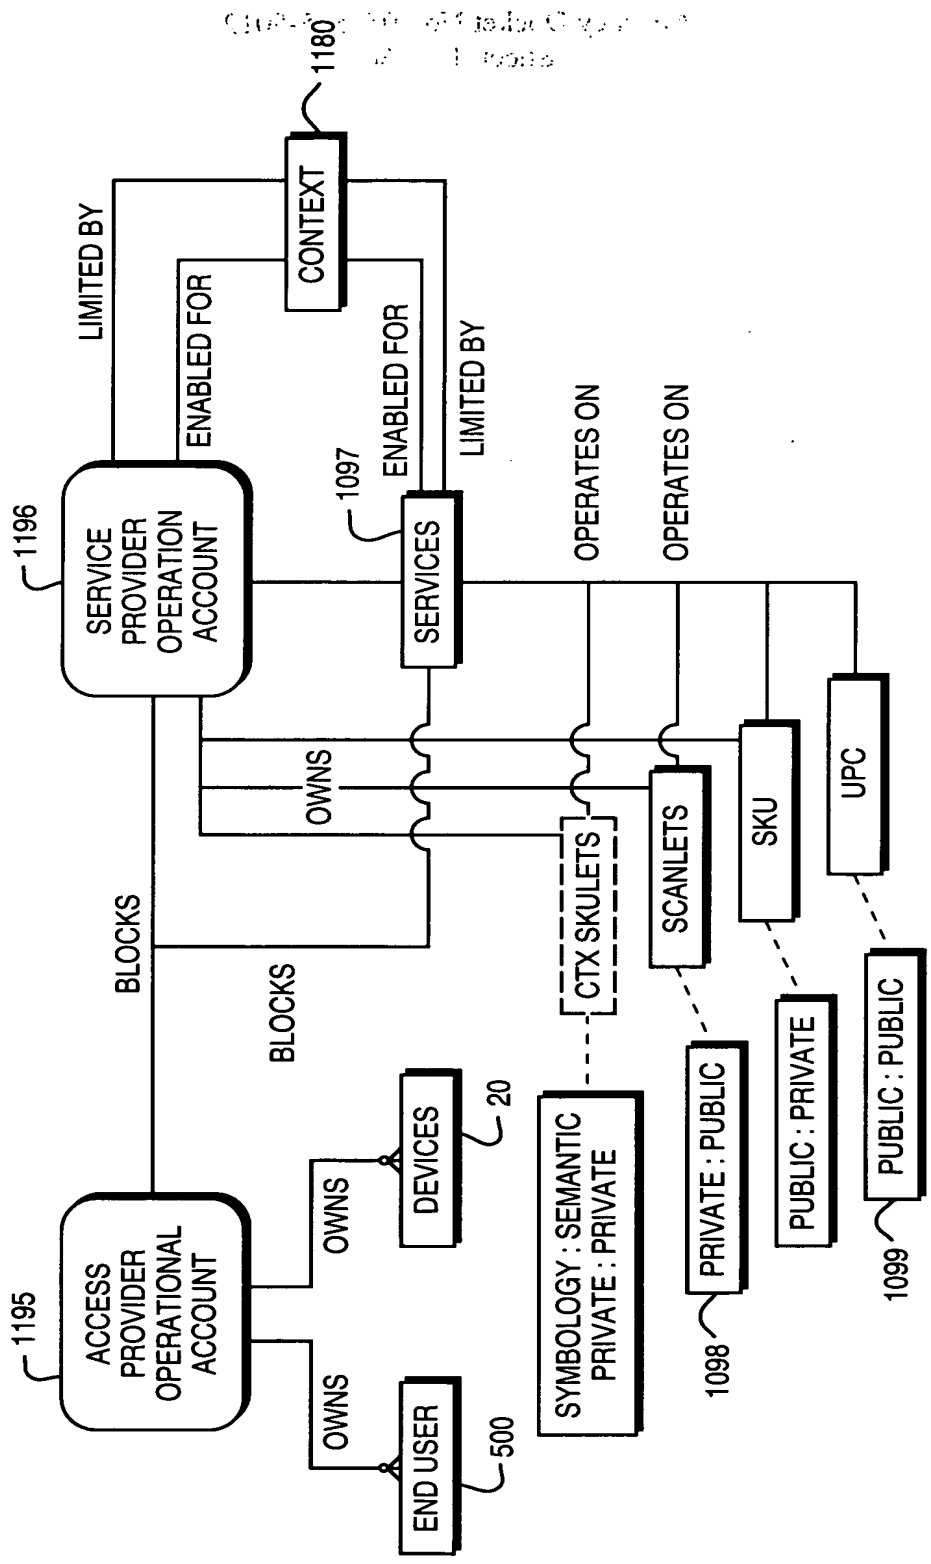 1195
ACCESS
PROVIDER
OPERATIONAL
ACCOUNT
1196
SERVICE
PROVIDER
OPERATION
ACCOUNT
BLOCKS
BLOCKS
LIMITED BY
ENABLED FOR
CONTEXT
1180
ENABLED FOR
LIMITED BY
1097
SERVICES
OWNS
OWNS
OWNS
END USER
500
DEVICES
20
OPERATES ON
OPERATES ON
CTX SKULETS
SCANLETS
SKU
UPC
SYMBOLOGY : SEMANTIC
PRIVATE : PRIVATE
PRIVATE : PUBLIC
1098
PUBLIC : PRIVATE
PUBLIC : PUBLIC
1099